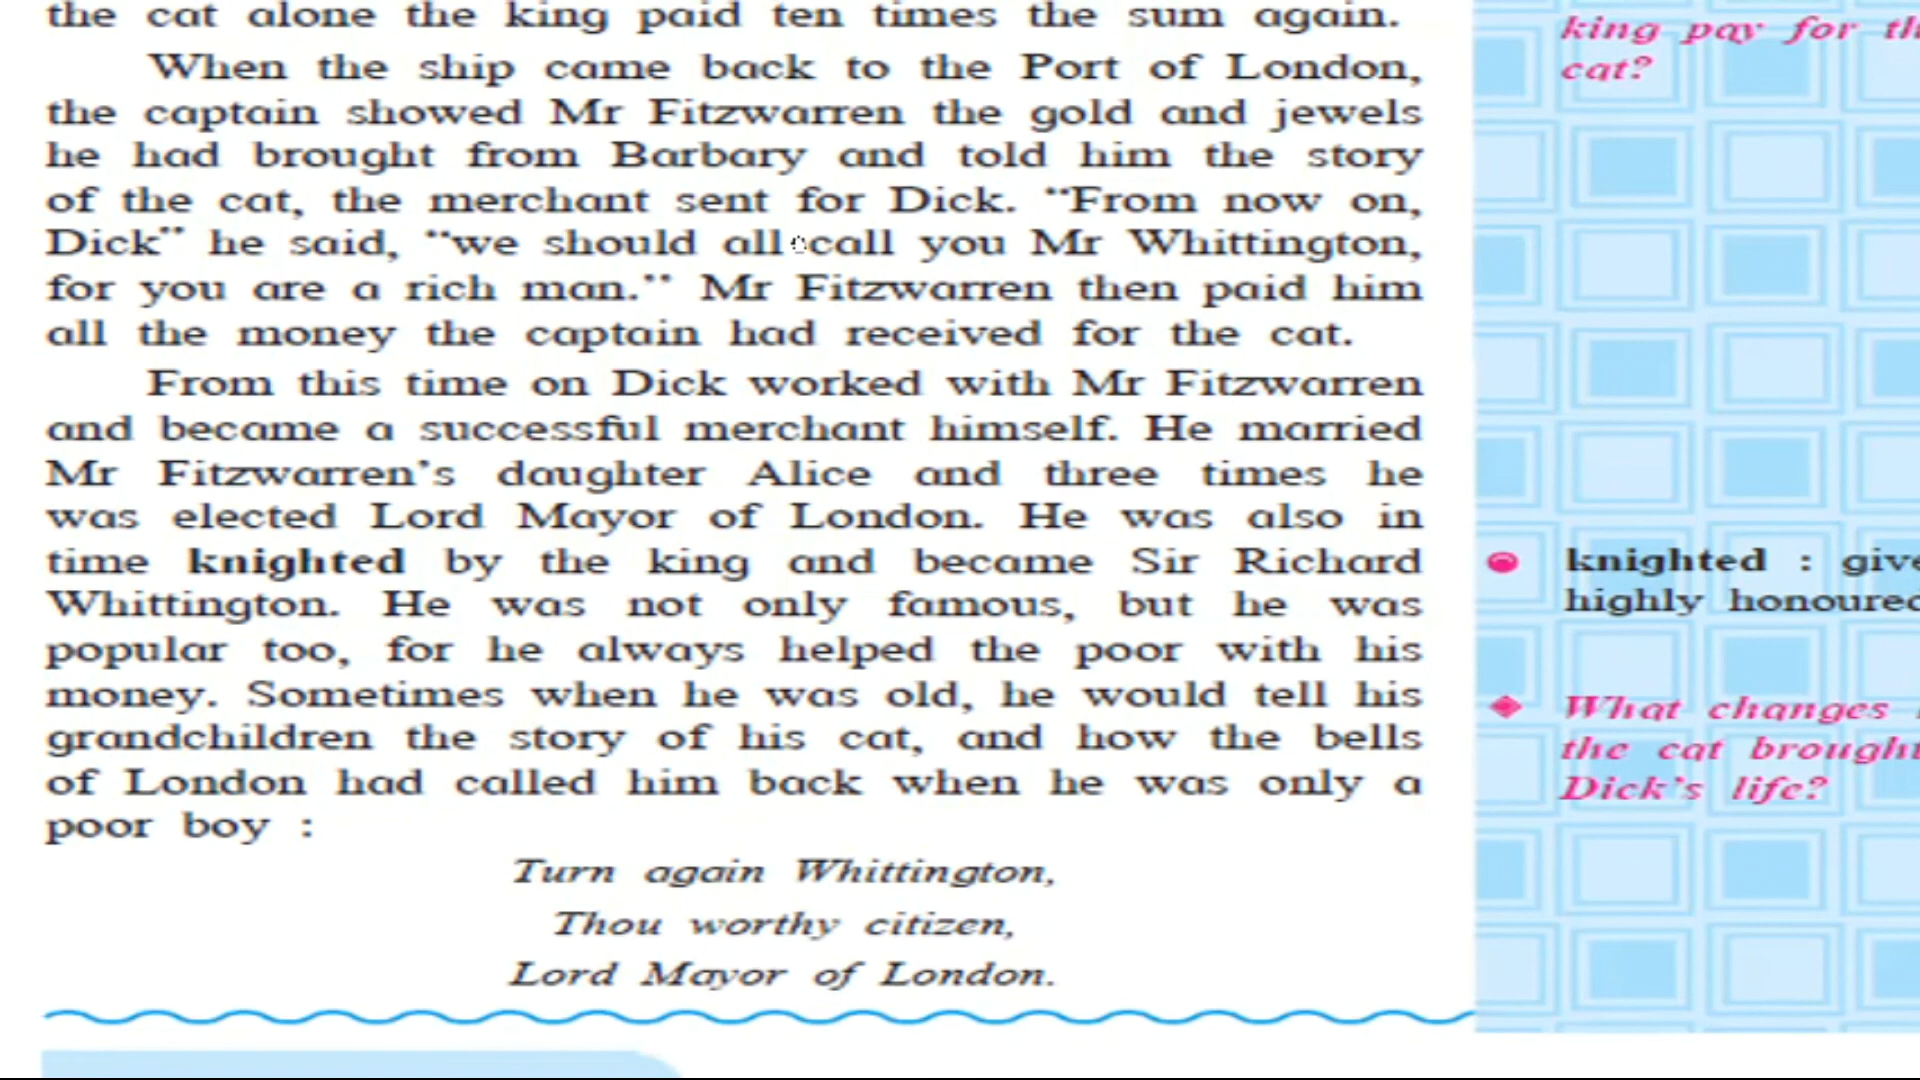 the cat alone the king paid ten times the sum again.
When the ship came back to the Port of London,
the captain showed Mr Fitzwarren the gold and jewels
he had brought from Barbary and told him the story
of the cat, the merchant sent for Dick. “From now on,
Dick” he said, “we should all call you Mr Whittington,
for you are a rich man.” Mr Fitzwarren then paid him
all the money the captain had received for the cat.
From this time on Dick worked with Mr Fitzwarren
and became a successful merchant himself. He married
Mr Fitzwarren’s daughter Alice and three times he
was elected Lord Mayor of London. He was also in
time knighted by the king and became Sir Richard
Whittington. He was not only famous, but he was
popular too, for he always helped the poor with his
money. Sometimes when he was old, he would tell his
grandchildren the story of his cat, and how the bells
of London had called him back when he was only a
poor boy :
Turn again Whittington,
Thou worthy citizen,
Lord Mayor of London.
king pay for
cat?
knighted :
highly
What changes
the cat
Dick’s life?